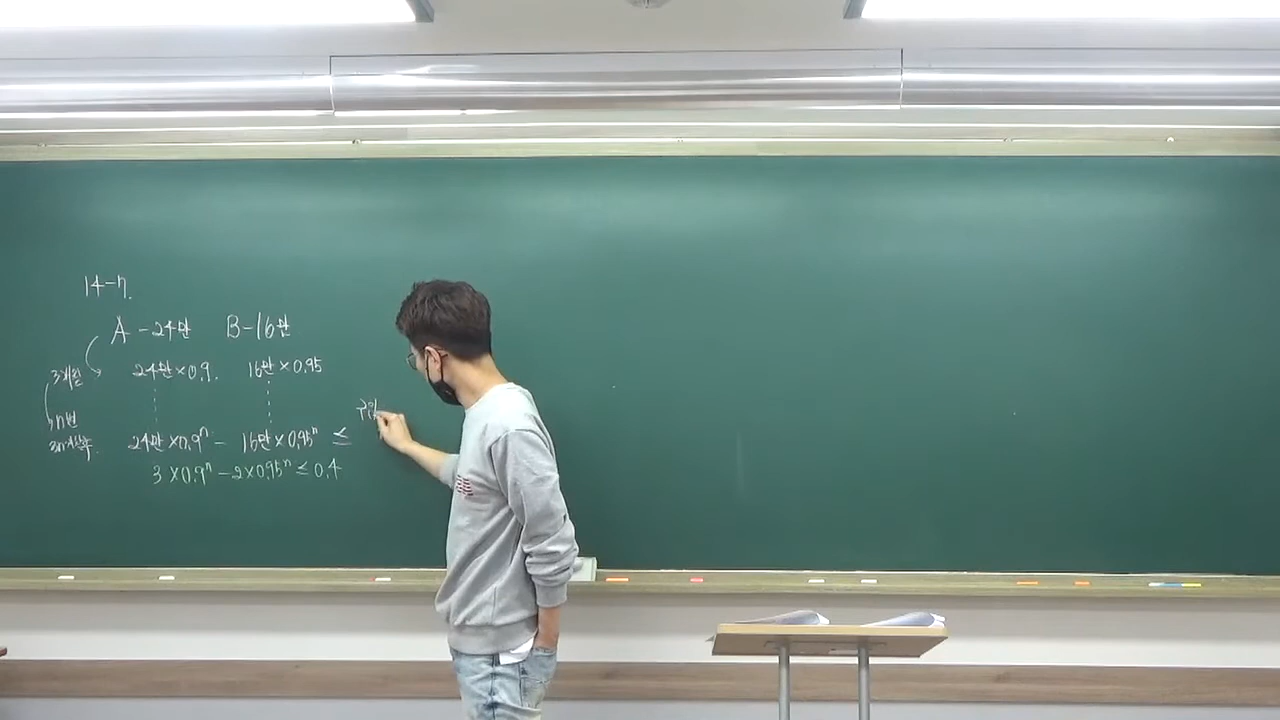 14-7.
A - 24만 B - 16만
3개월 24만 × 0.9. 16만 × 0.95
n번
24만 × 0.9ⁿ - 16만 × 0.95ⁿ ≤
3 × 0.9ⁿ - 2 × 0.95ⁿ ≤ 0.4